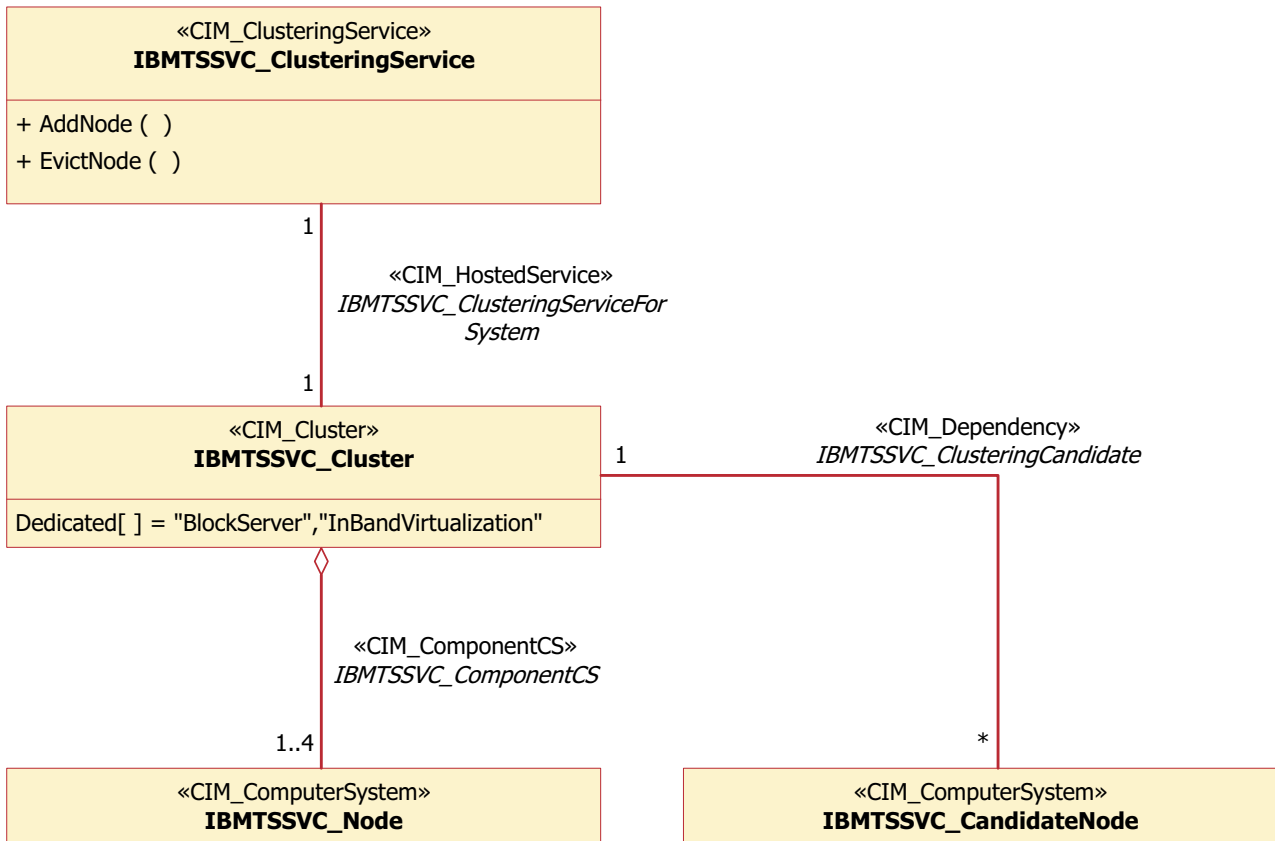 «CIM_ClusteringService»
IBMTSSVC_ClusteringService
+ AddNode (  )
+ EvictNode (  )
1
«CIM_HostedService»
IBMTSSVC_ClusteringServiceFor
System
1
«CIM_Cluster»
IBMTSSVC_Cluster
Dedicated[ ] = "BlockServer","InBandVirtualization"
1
«CIM_Dependency»
IBMTSSVC_ClusteringCandidate
«CIM_ComponentCS»
IBMTSSVC_ComponentCS
1..4
*
«CIM_ComputerSystem»
IBMTSSVC_Node
«CIM_ComputerSystem»
IBMTSSVC_CandidateNode